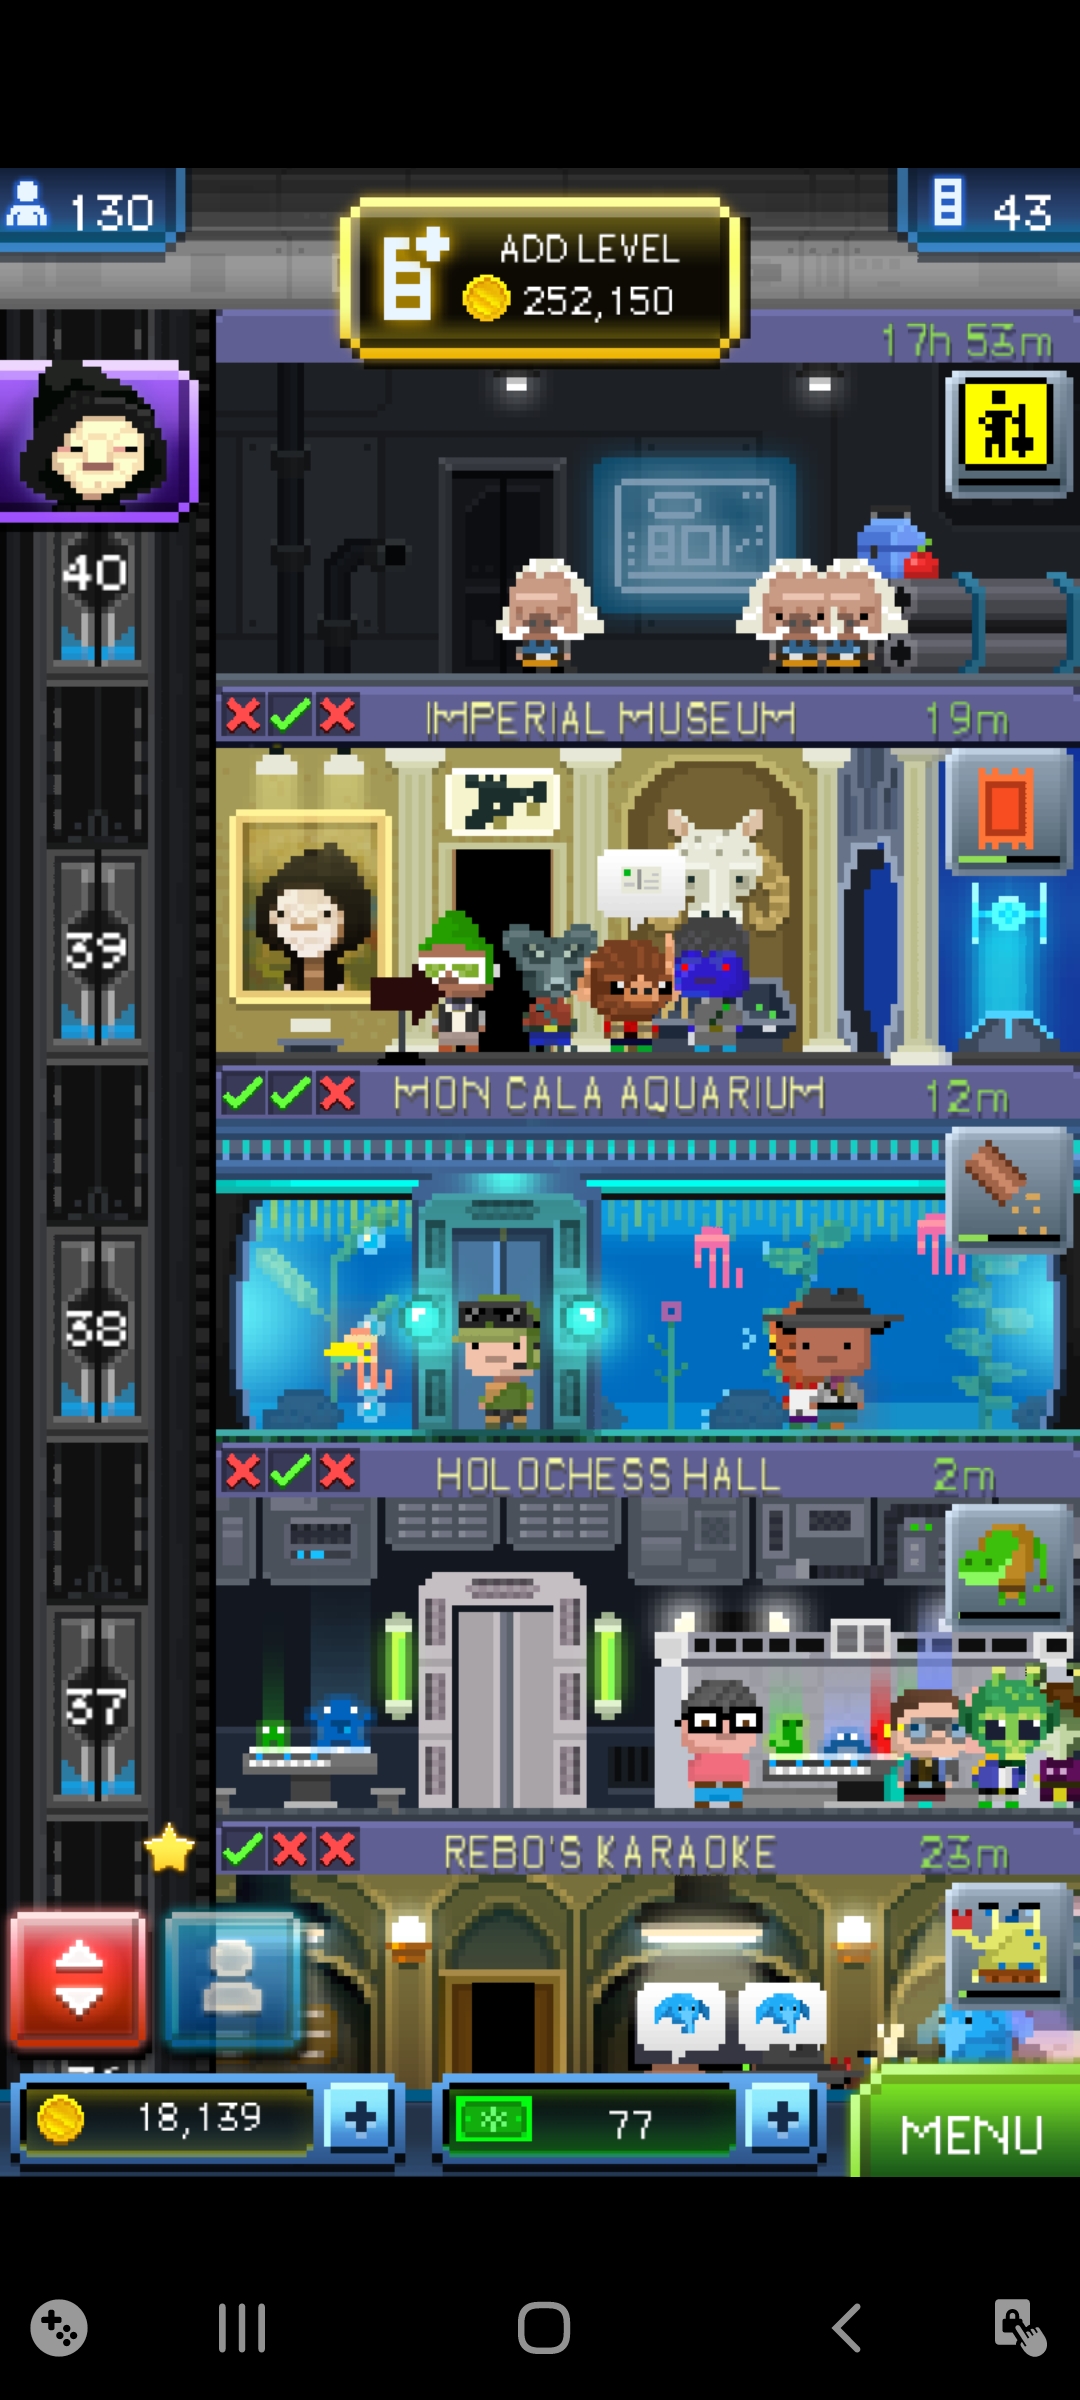 130
ADD LEVEL
252,150
43
17h 53m
40
IMPERIAL MUSEUM
19m
39
MON CALA AQUARIUM
12m
38
HOLOCHESS HALL
2m
37
REBO'S KARAOKE
23m
18,139
77
MENU